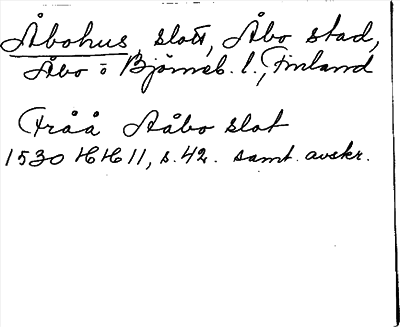 Åbohus, slott, Åbo stad,
Åbo o Björneb. l., Finland
Fråå Aåbo slot
1530 HH 11, s. 42. samt. avskr.